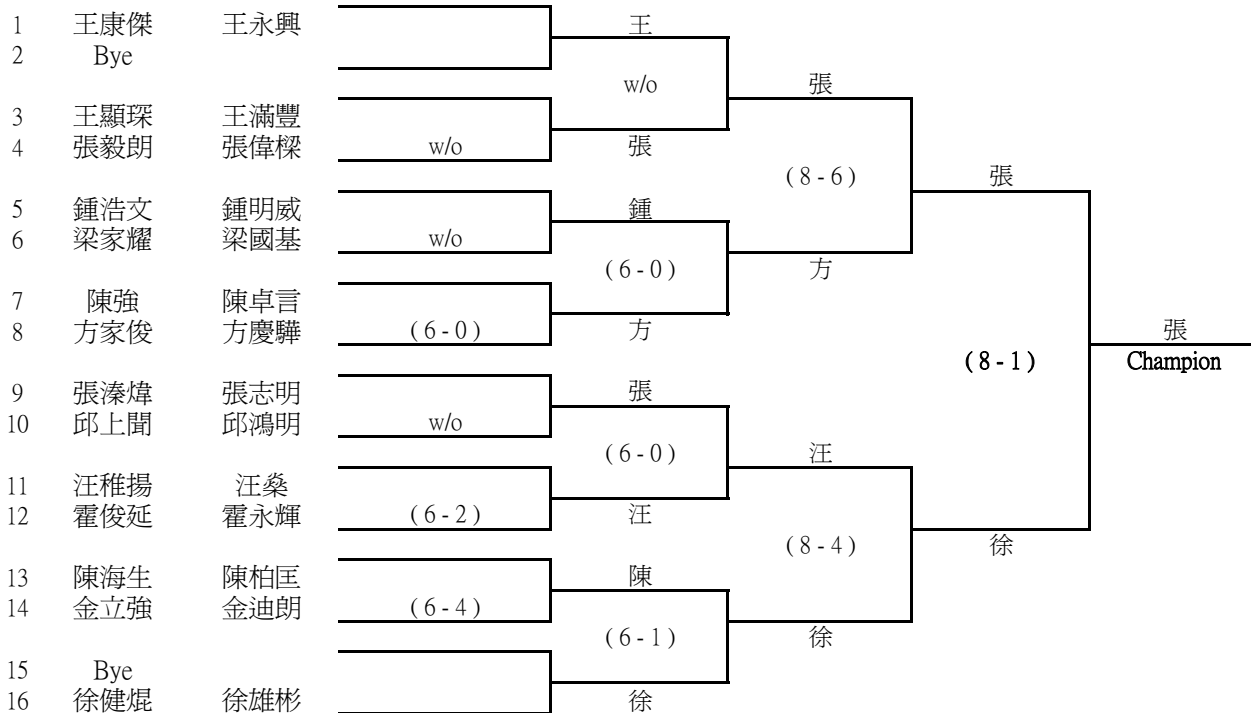 1 王康傑 王永興 王
2 Bye
w/o 張
3 王顯琛 王滿豐
4 張毅朗 張偉樑 w/o 張
(8-6) 張
5 鍾浩文 鍾明威 鍾
6 梁家耀 梁國基 w/o
(6-0) 方
7 陳強 陳卓言
8 方家俊 方慶驊 (6-0) 方 張
(8-1) Champion
9 張溱煒 張志明 張
10 邱上聞 邱鴻明 w/o
(6-0) 汪
11 汪稚揚 汪燊
12 霍俊延 霍永輝 (6-2) 汪
(8-4) 徐
13 陳海生 陳柏匡 陳
14 金立強 金迪朗 (6-4)
(6-1) 徐
15 Bye
16 徐健焜 徐雄彬 徐